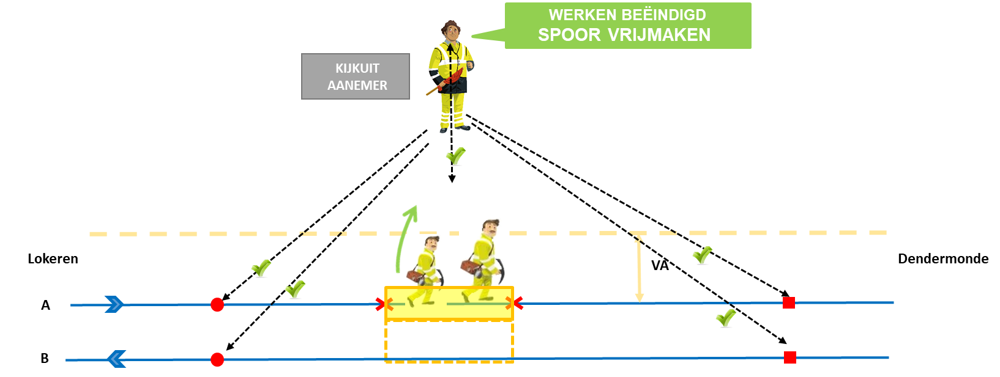 WERKEN BEËINDIGD
SPOOR VRIJMAKEN
KIJKUIT
AANEMER
Lokeren
VA
Dendermonde
A
B